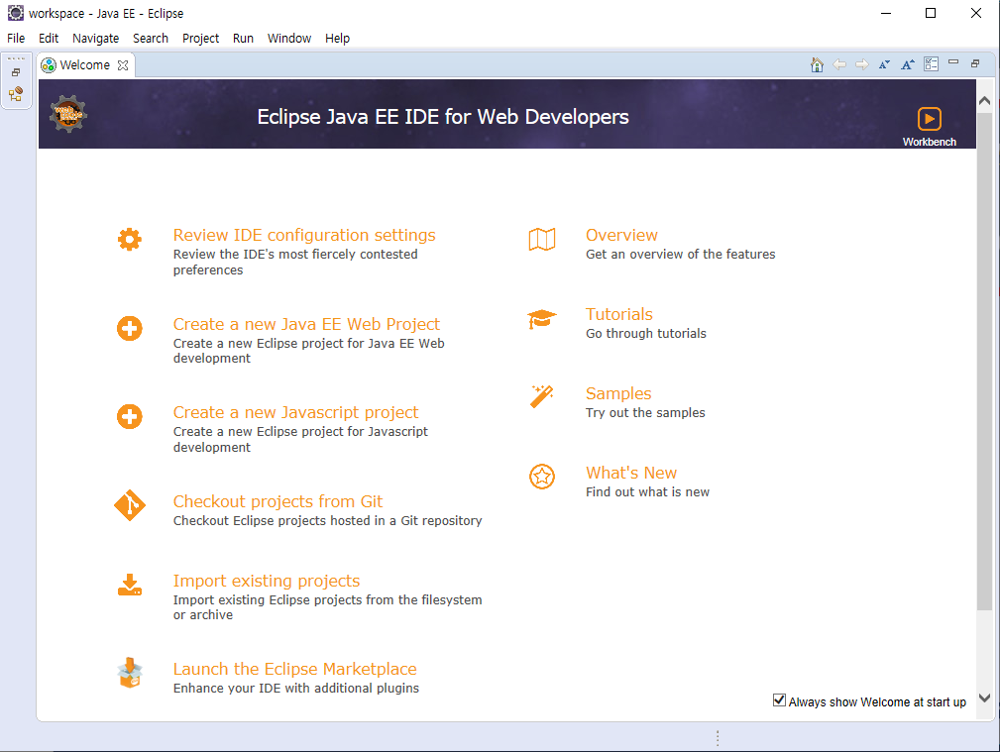 workspace - Java EE - Eclipse
File Edit Navigate Search Project Run Window Help
Welcome
Eclipse Java EE IDE for Web Developers
Workbench
Review IDE configuration settings
Review the IDE's most fiercely contested
preferences
Create a new Java EE Web Project
Create a new Eclipse project for Java EE Web
development
Create a new Javascript project
Create a new Eclipse project for Javascript
development
Checkout projects from Git
Checkout Eclipse projects hosted in a Git repository
Import existing projects
Import existing Eclipse projects from the filesystem
or archive
Launch the Eclipse Marketplace
Enhance your IDE with additional plugins
Overview
Get an overview of the features
Tutorials
Go through tutorials
Samples
Try out the samples
What's New
Find out what is new
Always show Welcome at start up